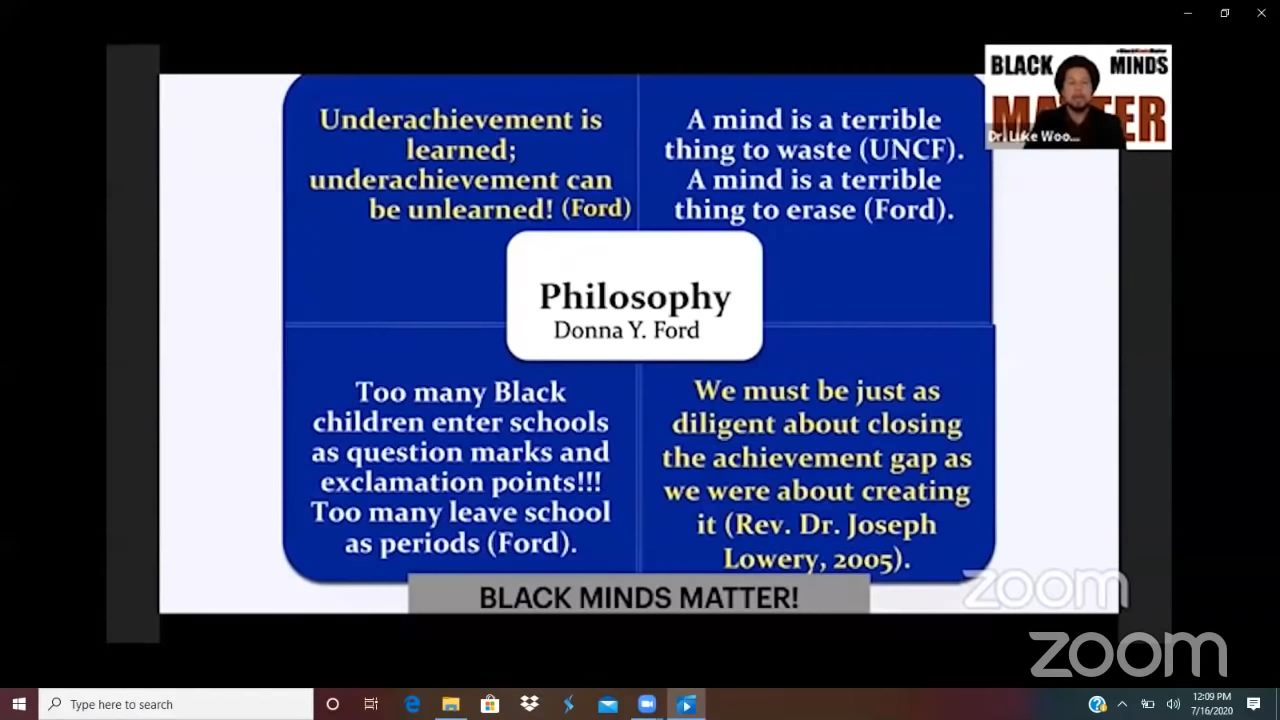 Underachievement is
learned;
underachievement can
be unlearned! (Ford)
A mind is a terrible
thing to waste (UNCF).
A mind is a terrible
thing to erase (Ford).
BLACK MINDS
MATTER
Dr. Luke Woo...
Philosophy
Donna Y. Ford
Too many Black
children enter schools
as question marks and
exclamation points!!!
Too many leave school
as periods (Ford).
We must be just as
diligent about closing
the achievement gap as
we were about creating
it (Rev. Dr. Joseph
Lowery, 2005).
BLACK MINDS MATTER!
zoom
zoom
Type here to search
12:09 PM
7/16/2020